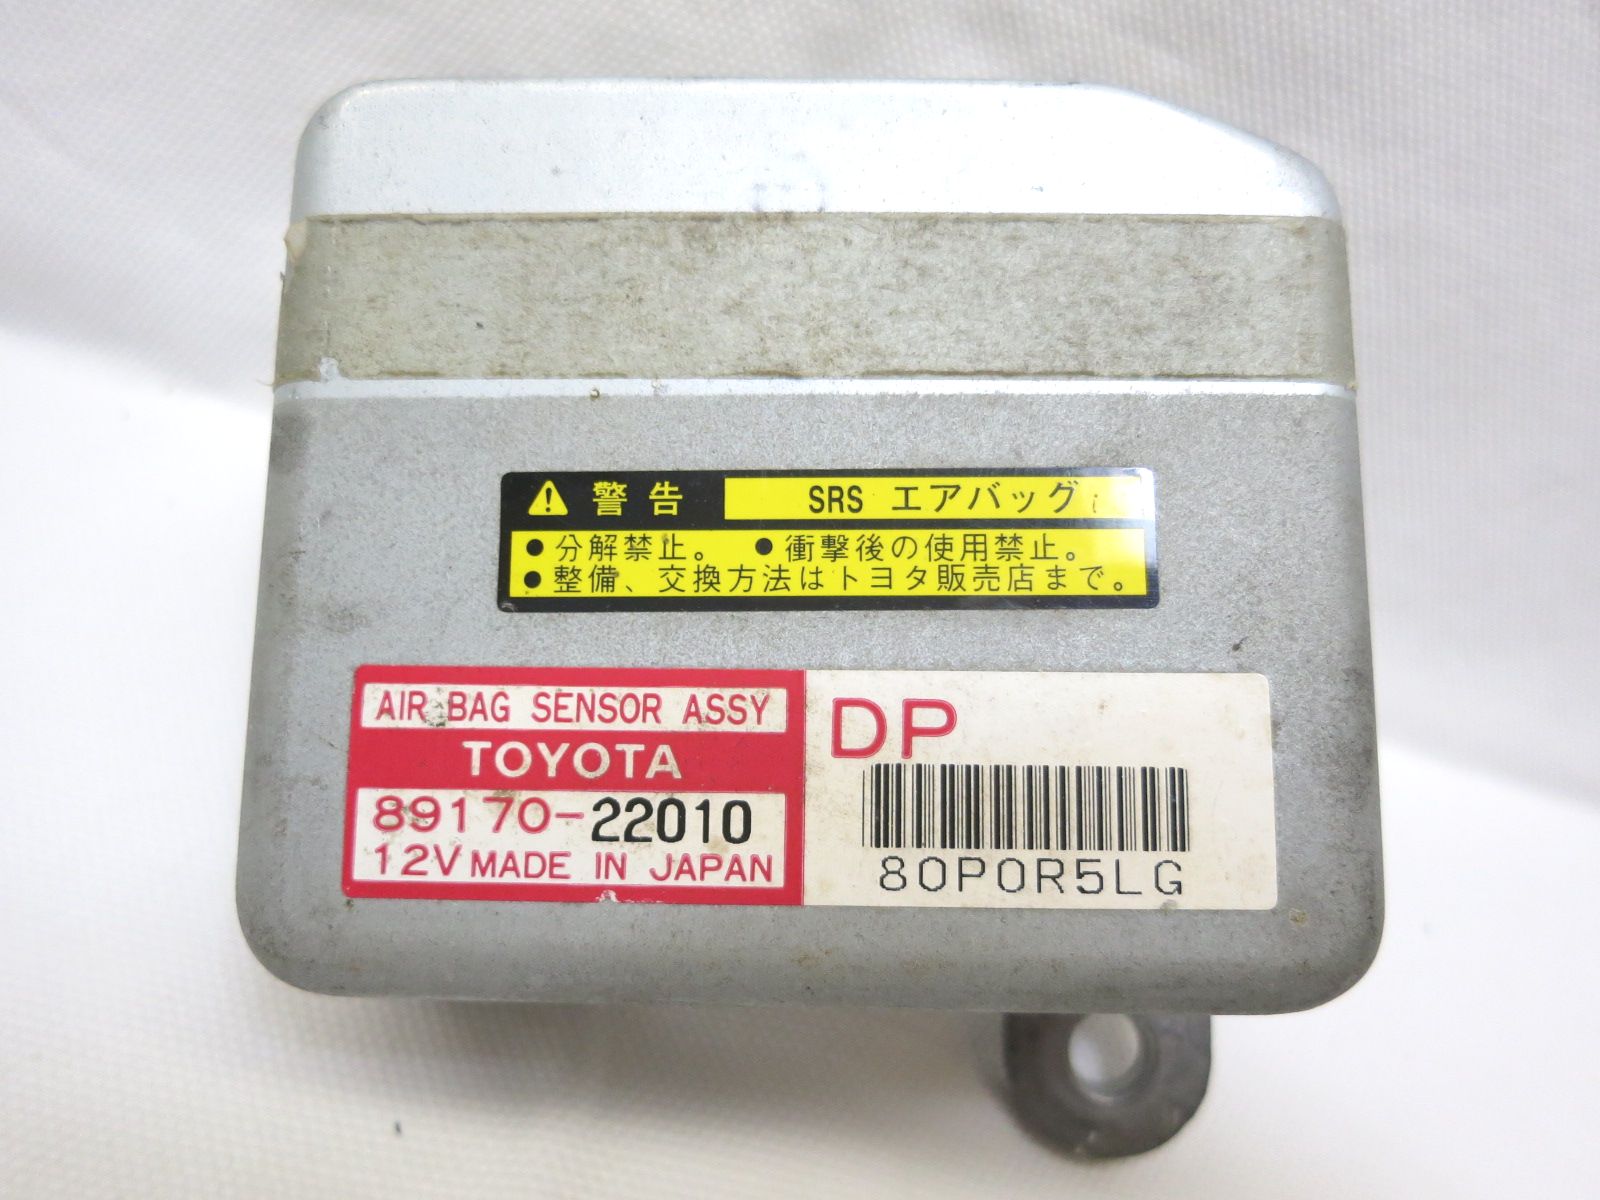 警告 SRS エアバッグ
●分解禁止。 ●衝撃後の使用禁止。
●整備、交換方法はトヨタ販売店まで。
AIR BAG SENSOR ASSY
TOYOTA
89170-22010
12V MADE IN JAPAN
DP
80P0R5LG